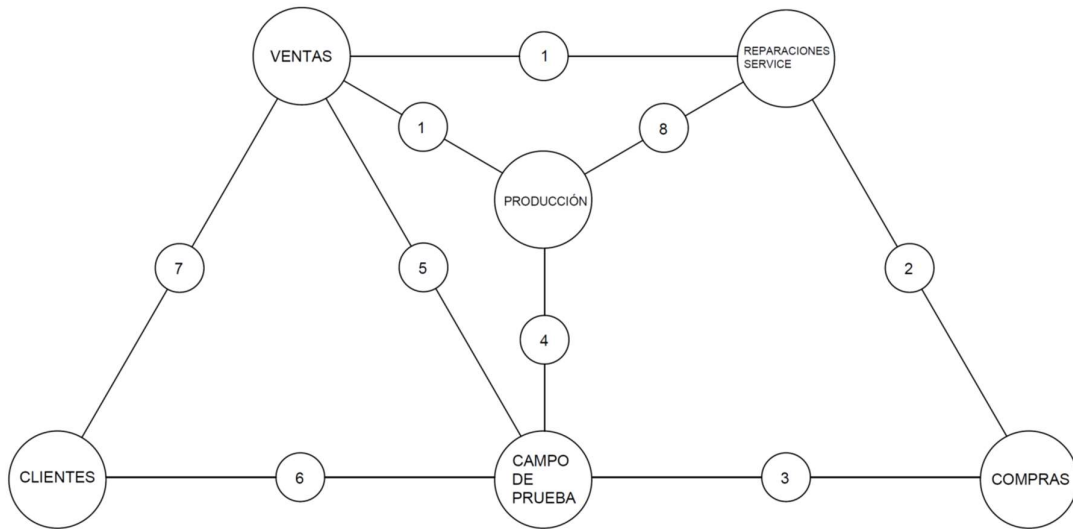 VENTAS
1
REPARACIONES
SERVICE
1
8
PRODUCCIÓN
7
5
2
4
CLIENTES
6
CAMPO
DE
PRUEBA
3
COMPRAS